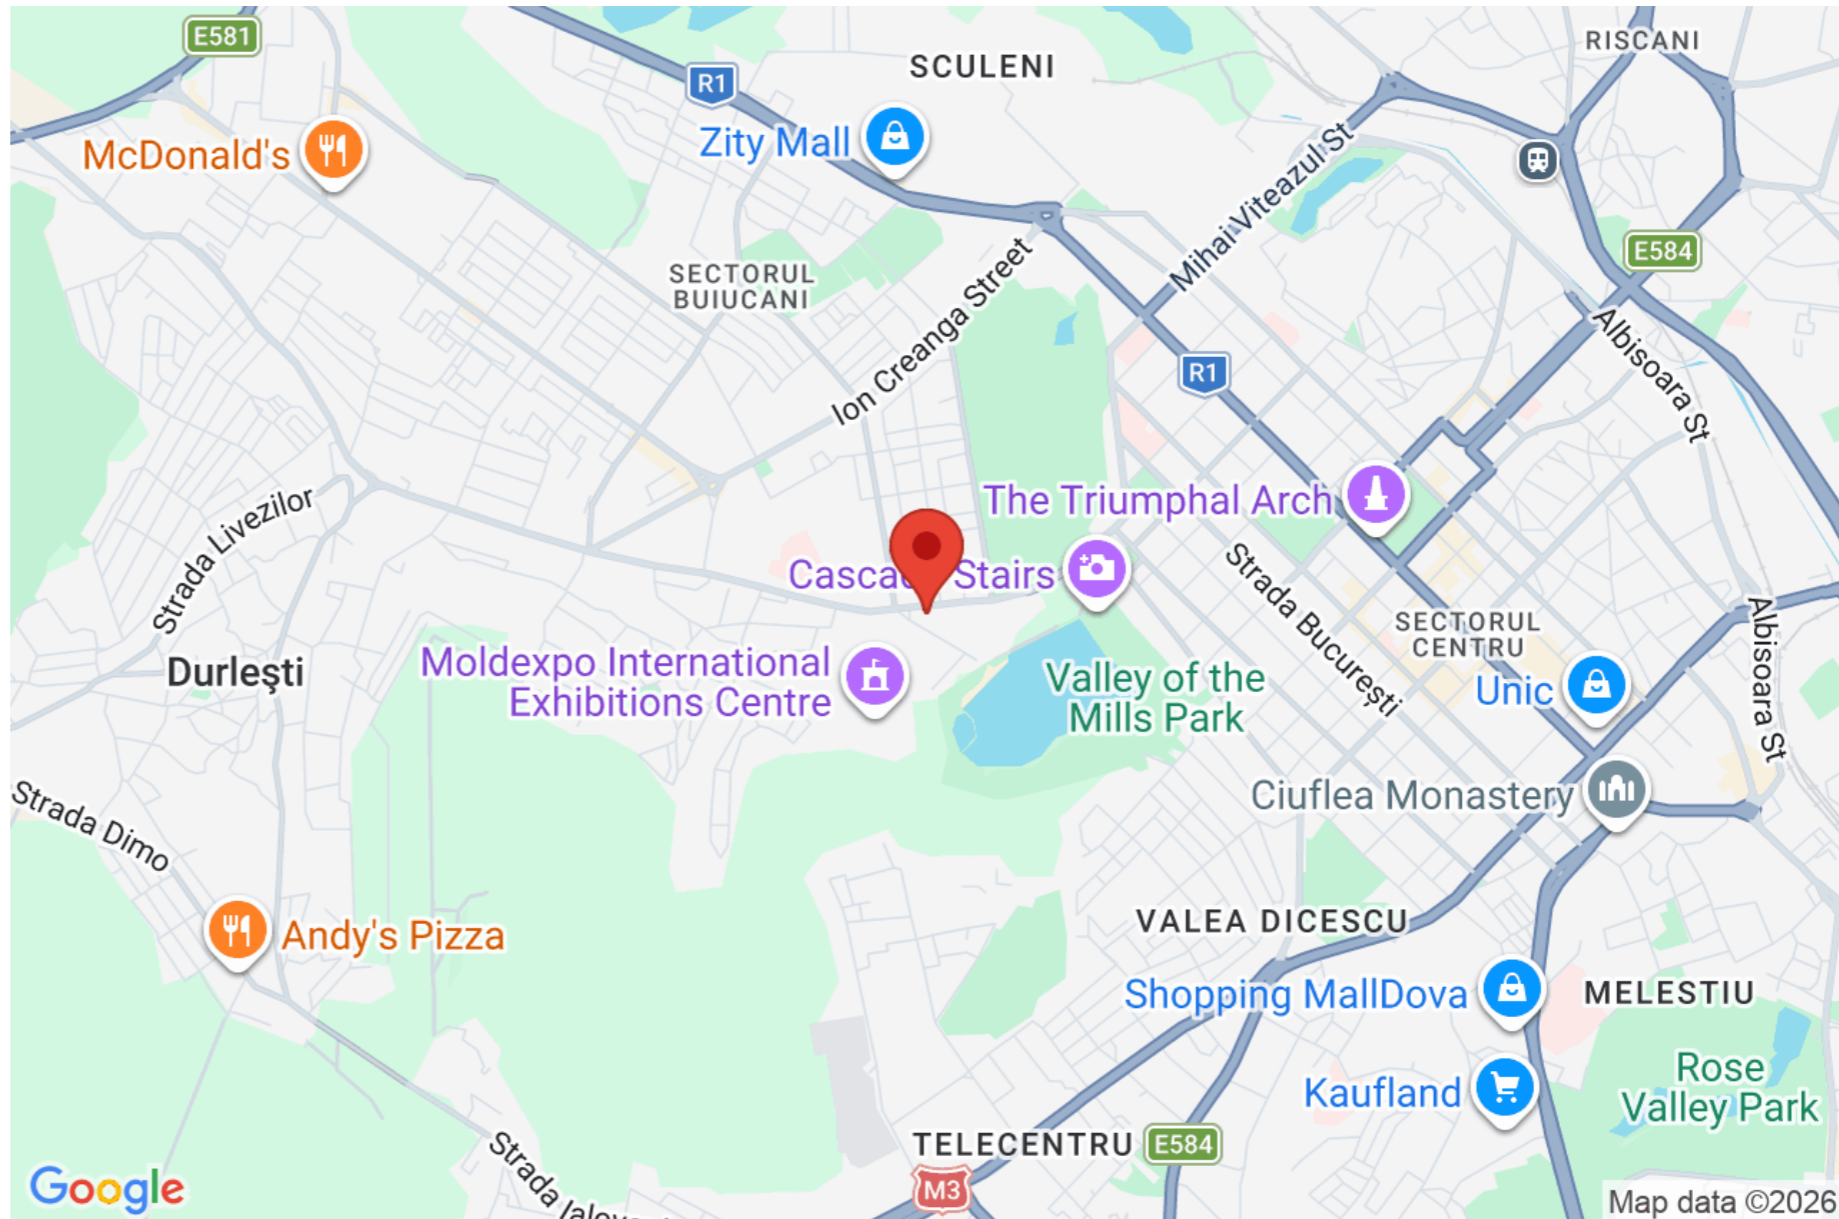 E581
R1
SCULENI
RISCANI
McDonald's
Zity Mall
Mihai Viteazul St
E584
SECTORUL
BUIUCANI
Ion Creanga Street
Albisoara St
R1
Strada Livezilor
The Triumphal Arch
Stairs
Strada București
SECTORUL
CENTRU
Albisoara St
Durleşti
Moldexpo International
Exhibitions Centre
Valley of the
Mills Park
Unic
Ciuflea Monastery
Strada Dimo
Andy's Pizza
VALEA DICESCU
Shopping MallDova
MELESTIU
Rose
Valley Park
Kaufland
TELECENTRU
E584
M3
Strada
Google
Map data ©2026